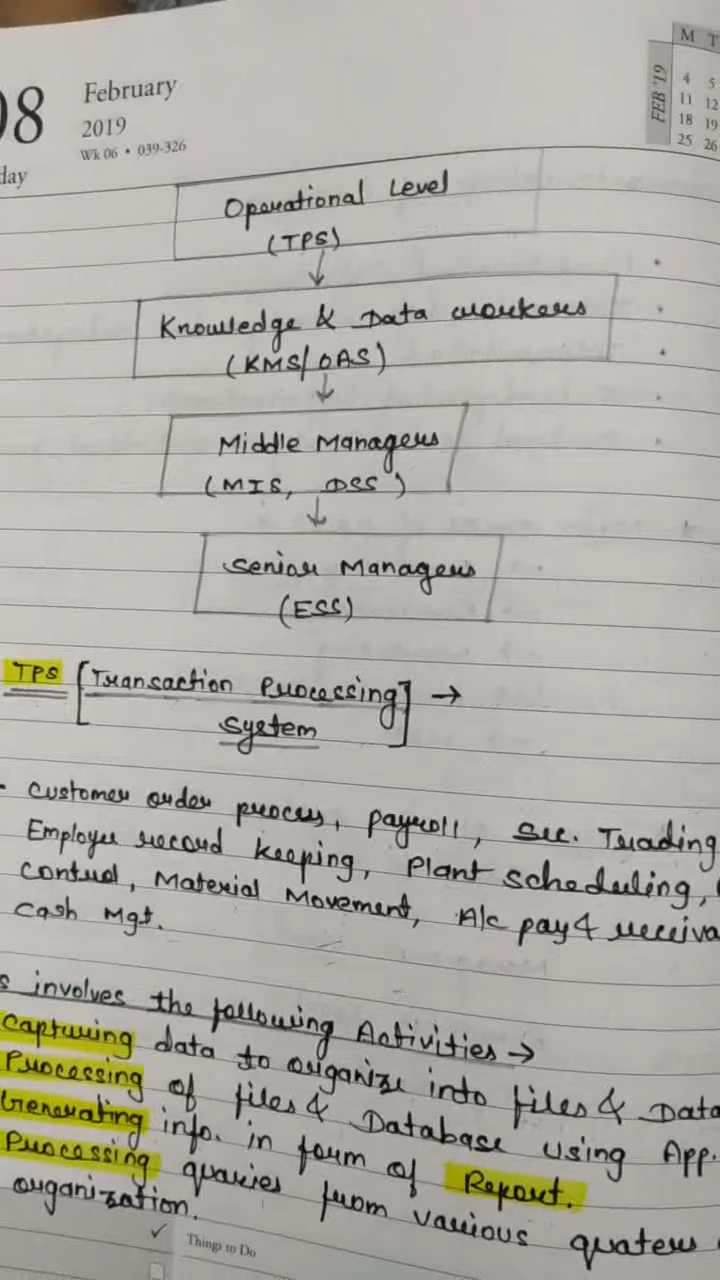 08
February
2019
Wk 06 • 039-326
day
FEB '19
M T
4 5
11 12
18 19
25 26
Operational Level
(TPS)
↓
Knowledge & Data workers
(KMS/OAS)
↓
Middle Managers
(MIS, DSS)
↓
Senior Managers
(ESS)
TPS [Transaction Processing] →
System
- Customer order process, payroll, Sec. Trading
Employee record keeping, Plant scheduling,
Control, Material Movement, A/c pay & receiva
Cash Mgt.
s involves the following Activities →
Capturing data to organize into files & Data
Processing of files & Database using App.
Generating info. in form of Report.
Processing quaries from various quaters
organization.
✓ Things to Do